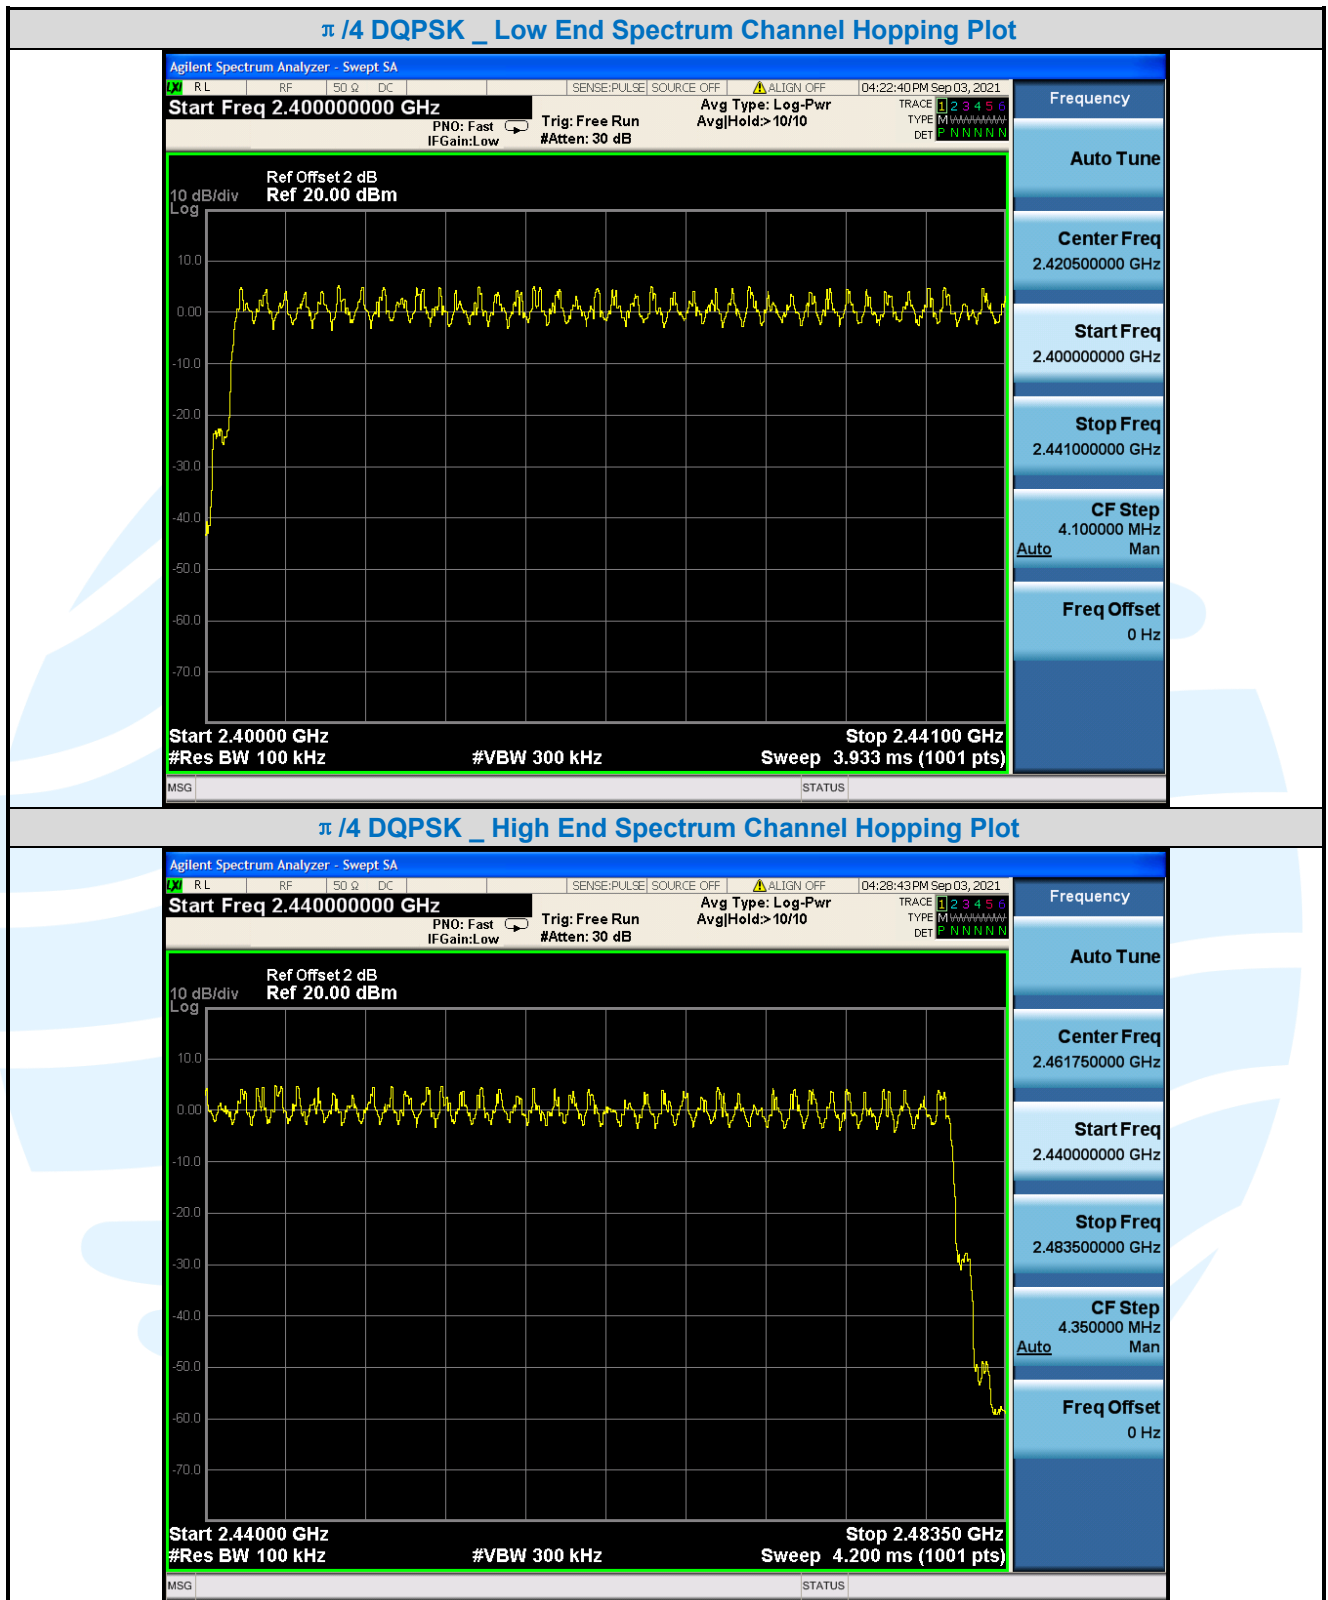 π /4 DQPSK _ Low End Spectrum Channel Hopping Plot
Agilent Spectrum Analyzer - Swept SA
LXI RL RF 50 Ω DC SENSE:PULSE SOURCE OFF ALIGN OFF 04:22:40 PM Sep 03, 2021
Start Freq 2.400000000 GHz
PNO: Fast
IFGain:Low
Trig: Free Run
#Atten: 30 dB
Avg Type: Log-Pwr
Avg|Hold:>10/10
TRACE 1 2 3 4 5 6
TYPE M
DET P N N N N N
Ref Offset 2 dB
10 dB/div Ref 20.00 dBm
Log
10.0
0.00
-10.0
-20.0
-30.0
-40.0
-50.0
-60.0
-70.0
Start 2.40000 GHz Stop 2.44100 GHz
#Res BW 100 kHz #VBW 300 kHz Sweep 3.933 ms (1001 pts)
MSG STATUS
Frequency
Auto Tune
Center Freq
2.420500000 GHz
Start Freq
2.400000000 GHz
Stop Freq
2.441000000 GHz
CF Step
4.100000 MHz
Auto Man
Freq Offset
0 Hz
π /4 DQPSK _ High End Spectrum Channel Hopping Plot
Agilent Spectrum Analyzer - Swept SA
LXI RL RF 50 Ω DC SENSE:PULSE SOURCE OFF ALIGN OFF 04:28:43 PM Sep 03, 2021
Start Freq 2.440000000 GHz
PNO: Fast
IFGain:Low
Trig: Free Run
#Atten: 30 dB
Avg Type: Log-Pwr
Avg|Hold:>10/10
TRACE 1 2 3 4 5 6
TYPE M
DET P N N N N N
Ref Offset 2 dB
10 dB/div Ref 20.00 dBm
Log
10.0
0.00
-10.0
-20.0
-30.0
-40.0
-50.0
-60.0
-70.0
Start 2.44000 GHz Stop 2.48350 GHz
#Res BW 100 kHz #VBW 300 kHz Sweep 4.200 ms (1001 pts)
MSG STATUS
Frequency
Auto Tune
Center Freq
2.461750000 GHz
Start Freq
2.440000000 GHz
Stop Freq
2.483500000 GHz
CF Step
4.350000 MHz
Auto Man
Freq Offset
0 Hz